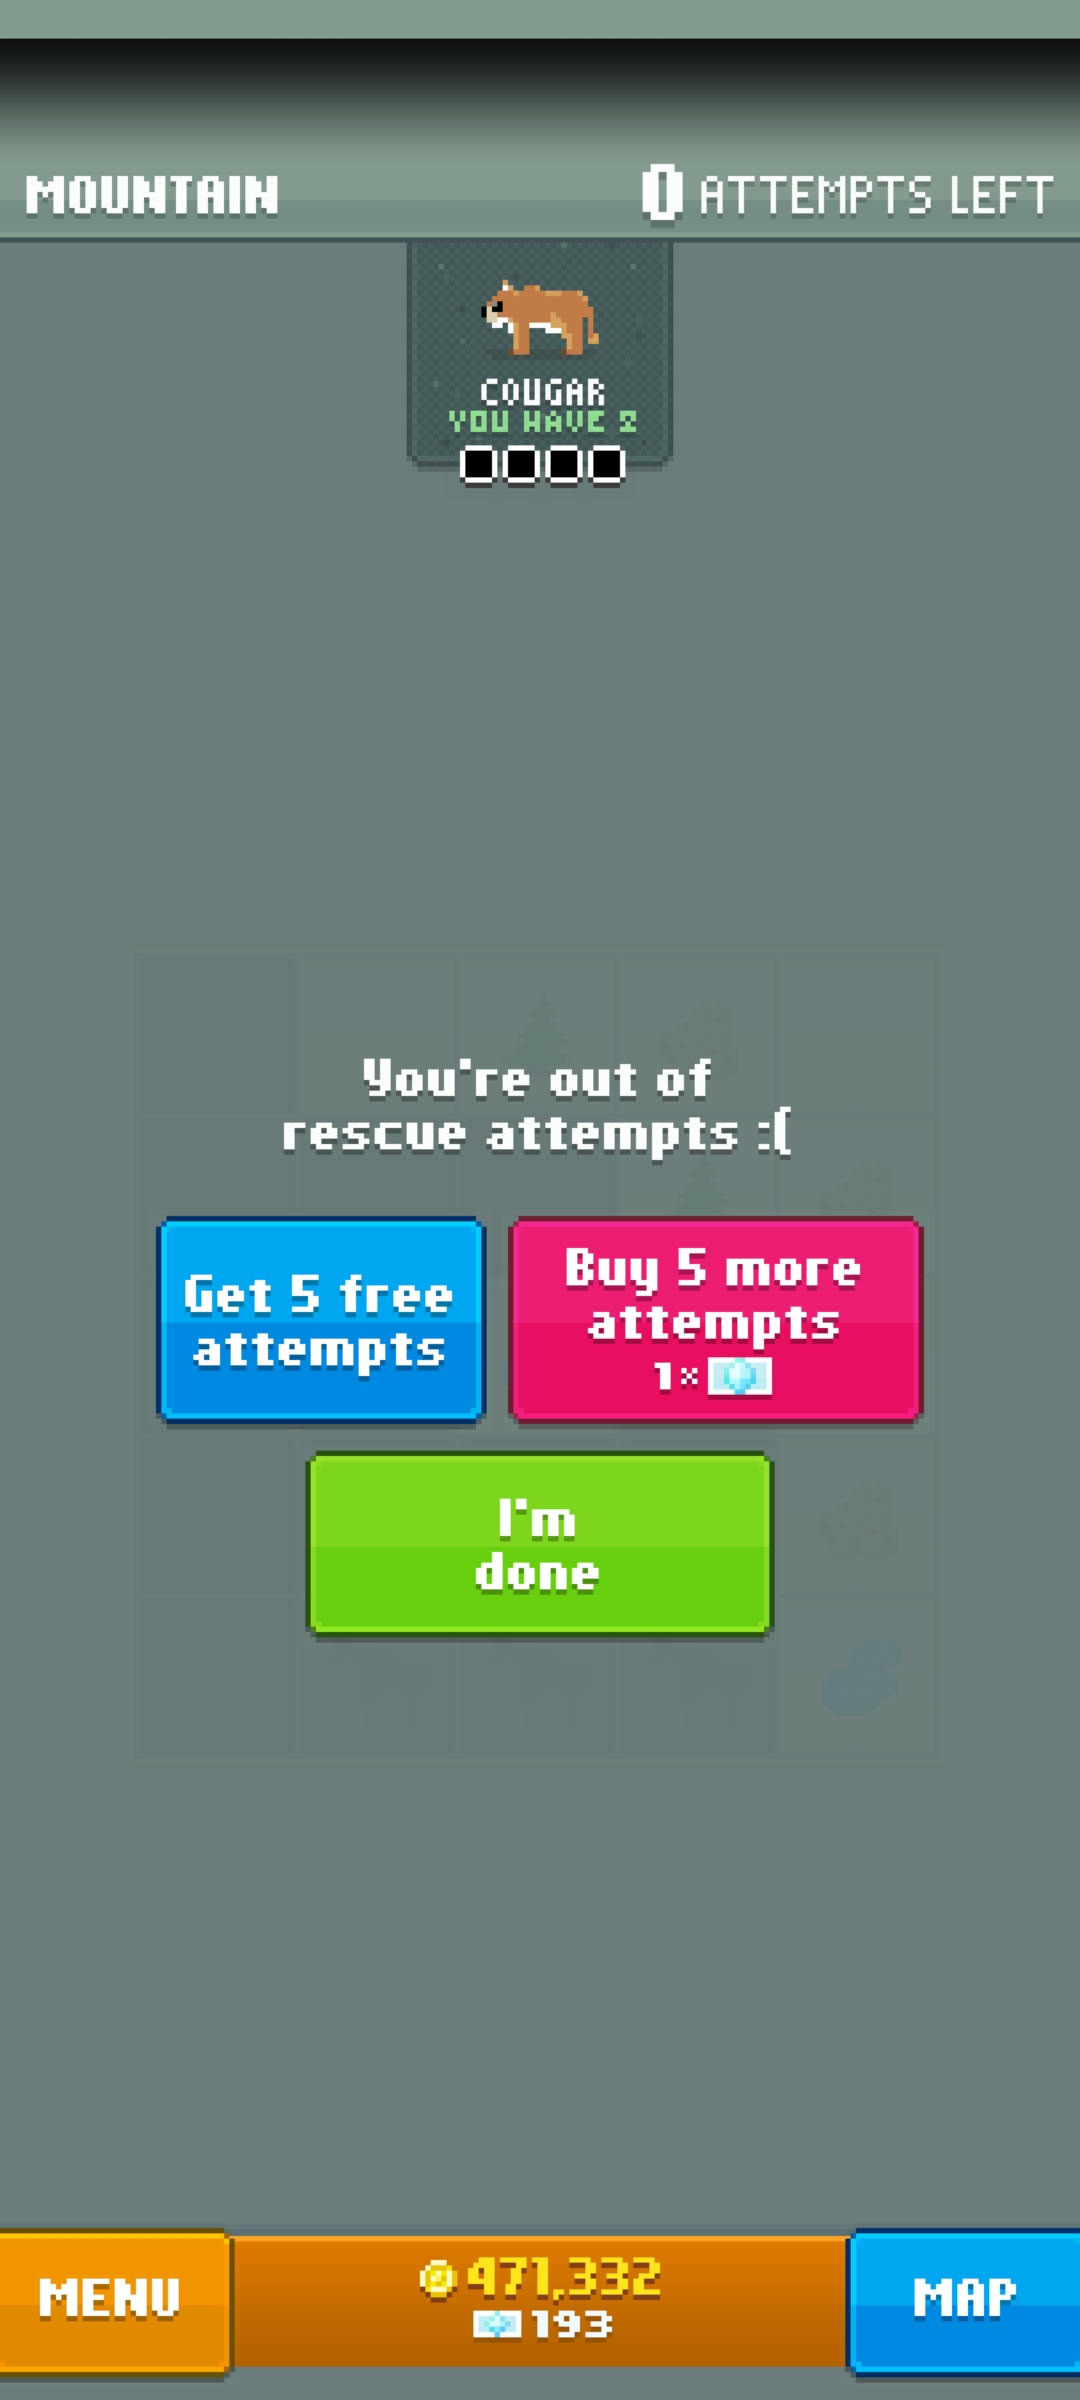 MOUNTAIN
0 ATTEMPTS LEFT
COUGAR
YOU HAVE 2
You're out of
rescue attempts :(
Get 5 free
attempts
Buy 5 more
attempts
1×
I'm
done
MENU
471,332
193
MAP